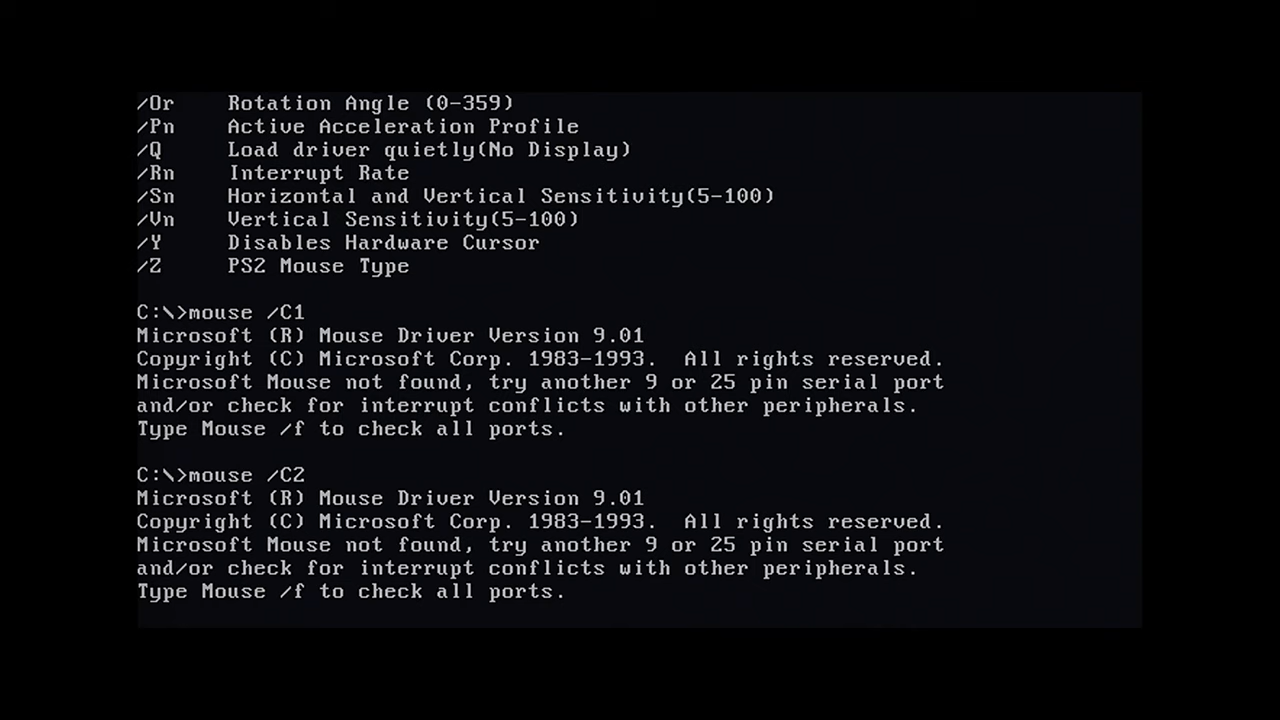 /Or    Rotation Angle (0-359)
/Pn    Active Acceleration Profile
/Q     Load driver quietly(No Display)
/Rn    Interrupt Rate
/Sn    Horizontal and Vertical Sensitivity(5-100)
/Vn    Vertical Sensitivity(5-100)
/Y     Disables Hardware Cursor
/Z     PS2 Mouse Type
C:\>mouse /C1
Microsoft (R) Mouse Driver Version 9.01
Copyright (C) Microsoft Corp. 1983-1993.  All rights reserved.
Microsoft Mouse not found, try another 9 or 25 pin serial port
and/or check for interrupt conflicts with other peripherals.
Type Mouse /f to check all ports.
C:\>mouse /C2
Microsoft (R) Mouse Driver Version 9.01
Copyright (C) Microsoft Corp. 1983-1993.  All rights reserved.
Microsoft Mouse not found, try another 9 or 25 pin serial port
and/or check for interrupt conflicts with other peripherals.
Type Mouse /f to check all ports.